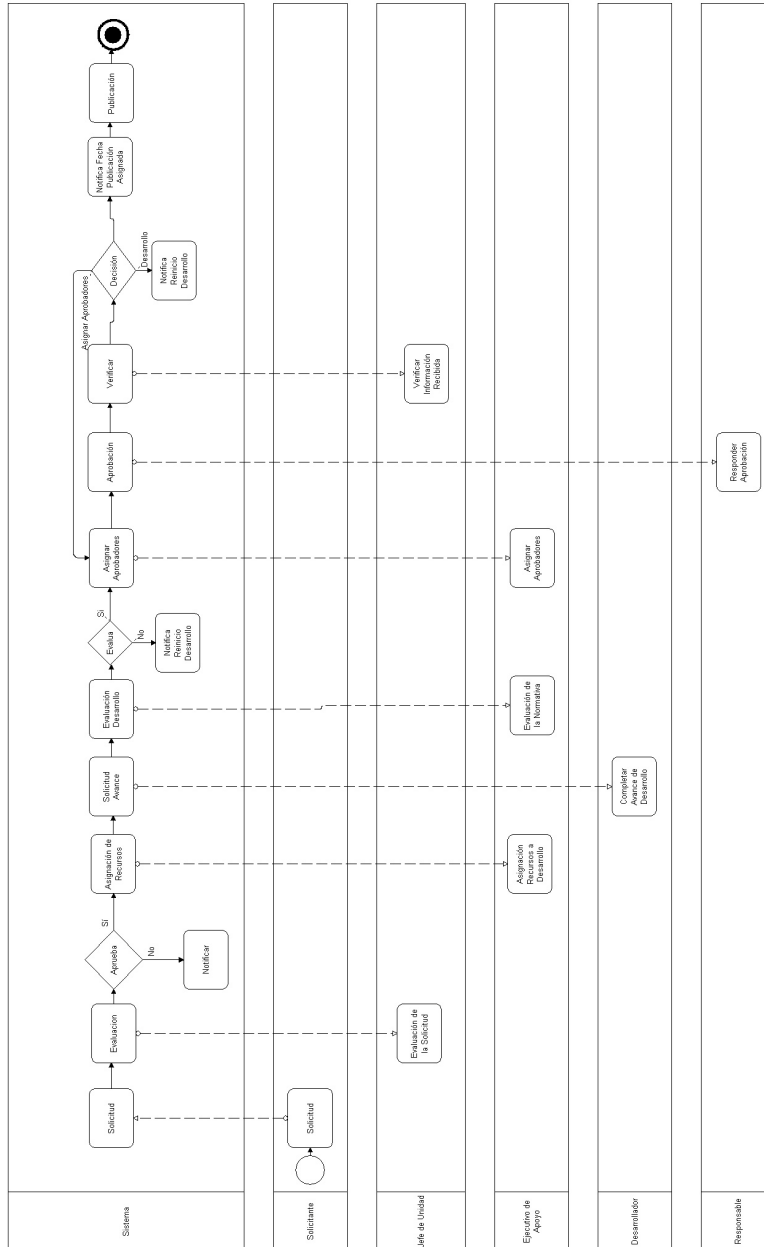 Sistema
Solicitud
Evaluacion
Aprueba
No
Notificar
Sí
Asignación de
Recursos
Solicitud
Avance
Evaluación
Desarrollo
Evalua
No
Notifica
Reinicio
Desarrollo
Sí
Asignar
Aprobadores
Aprobación
Verificar
Asignar Aprobadores
Decisión
Desarrollo
Notifica
Reinicio
Desarrollo
Notifica Fecha
Publicación
Asignada
Publicación
Solicitante
Solicitud
Jefe de Unidad
Evaluación de
la Solicitud
Verificar
Información
Recibida
Ejecutivo de
Apoyo
Asignación
Recursos a
Desarrollo
Evaluación de
la Normativa
Asignar
Aprobadores
Desarrollador
Completar
Avance de
Desarrollo
Responsable
Responder
Aprobación